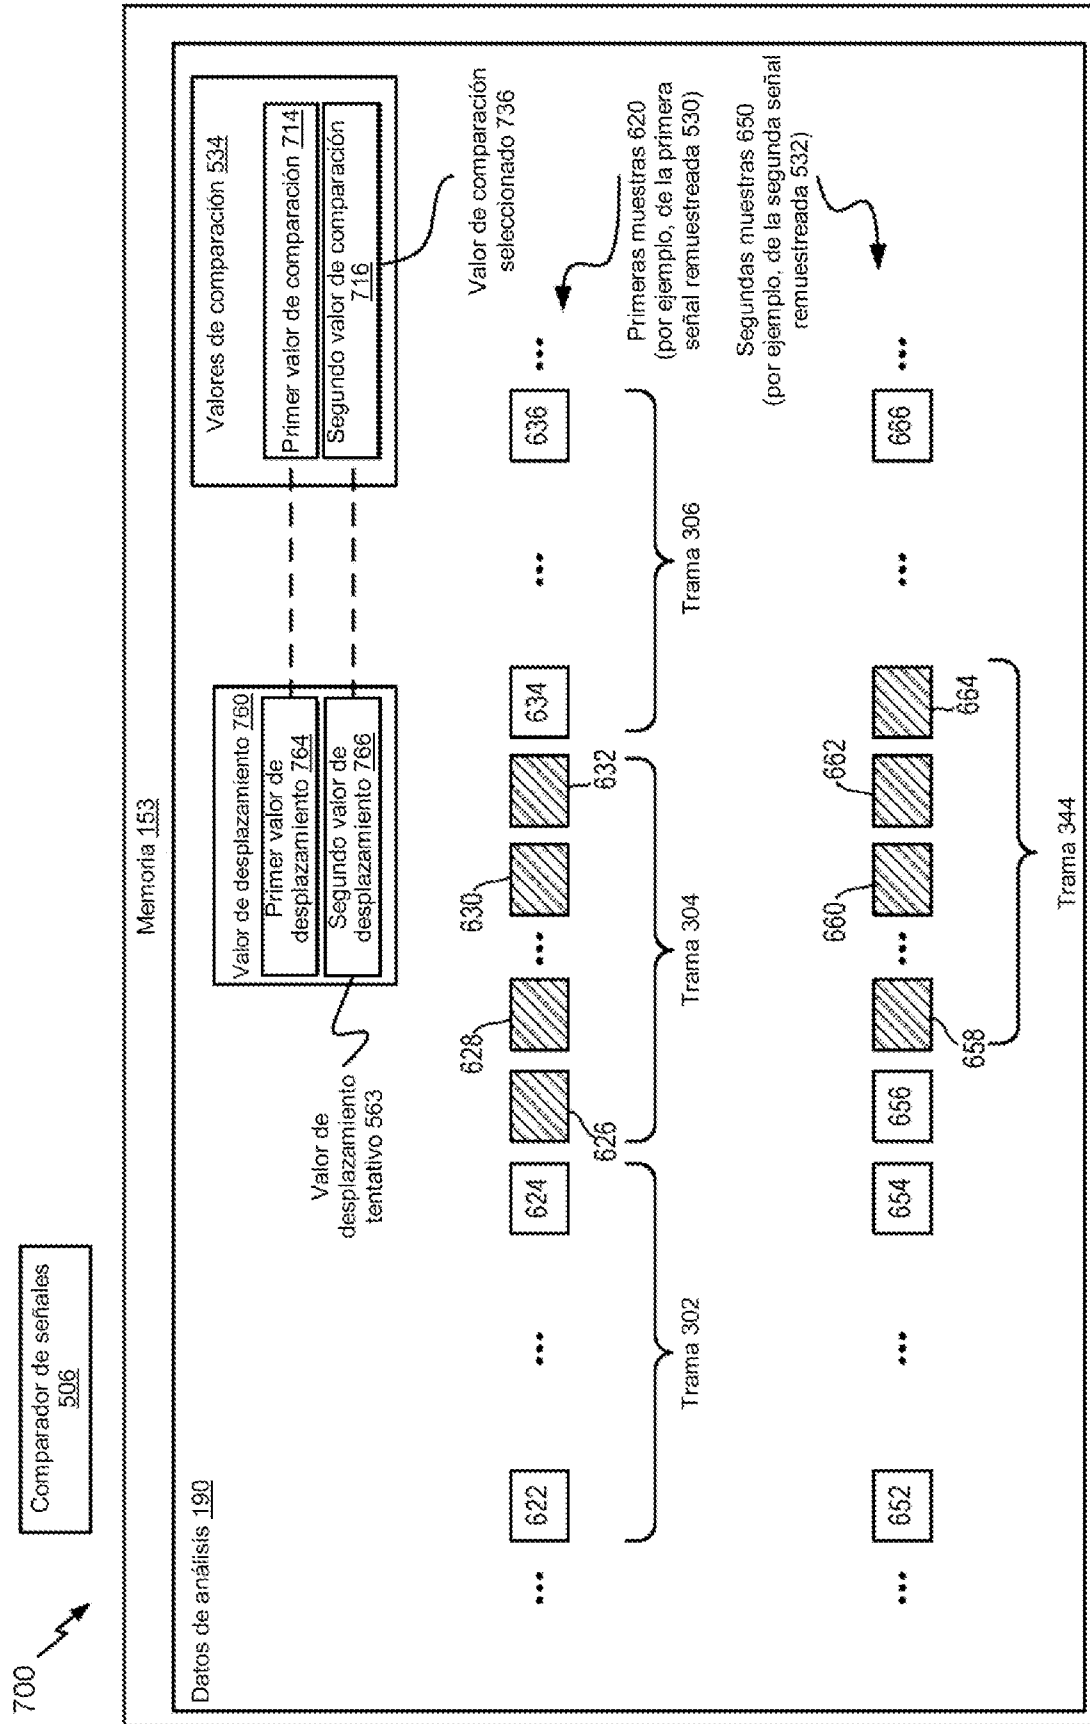 700
Comparador de señales
506
Memoria 153
Datos de análisis 190
Valor de desplazamiento 760
Primer valor de
desplazamiento 764
Segundo valor de
desplazamiento 766
Valor de
desplazamiento
tentativo 563
Valores de comparación 534
Primer valor de comparación 714
Segundo valor de comparación
716
Valor de comparación
seleccionado 736
... 622 ... 624 626 628 ... 630 632 634 ... 636 ...
Primeras muestras 620
(por ejemplo, de la primera
señal remuestreada 530)
Trama 302
Trama 304
Trama 306
Segundas muestras 650
(por ejemplo, de la segunda señal
remuestreada 532)
... 652 ... 654 656 658 ... 660 662 664 ... 666 ...
Trama 344